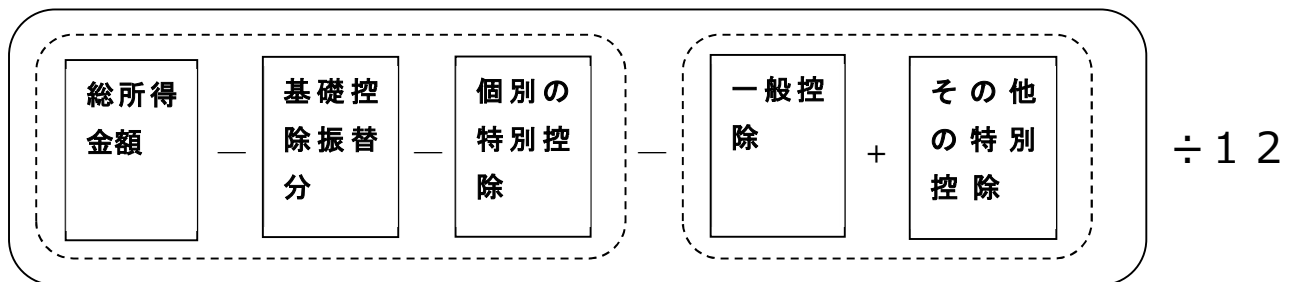 総所得
金額
－
基礎控
除振替
分
－
個別の
特別控
除
－
一般控
除
+
その他
の特別
控除
÷１２